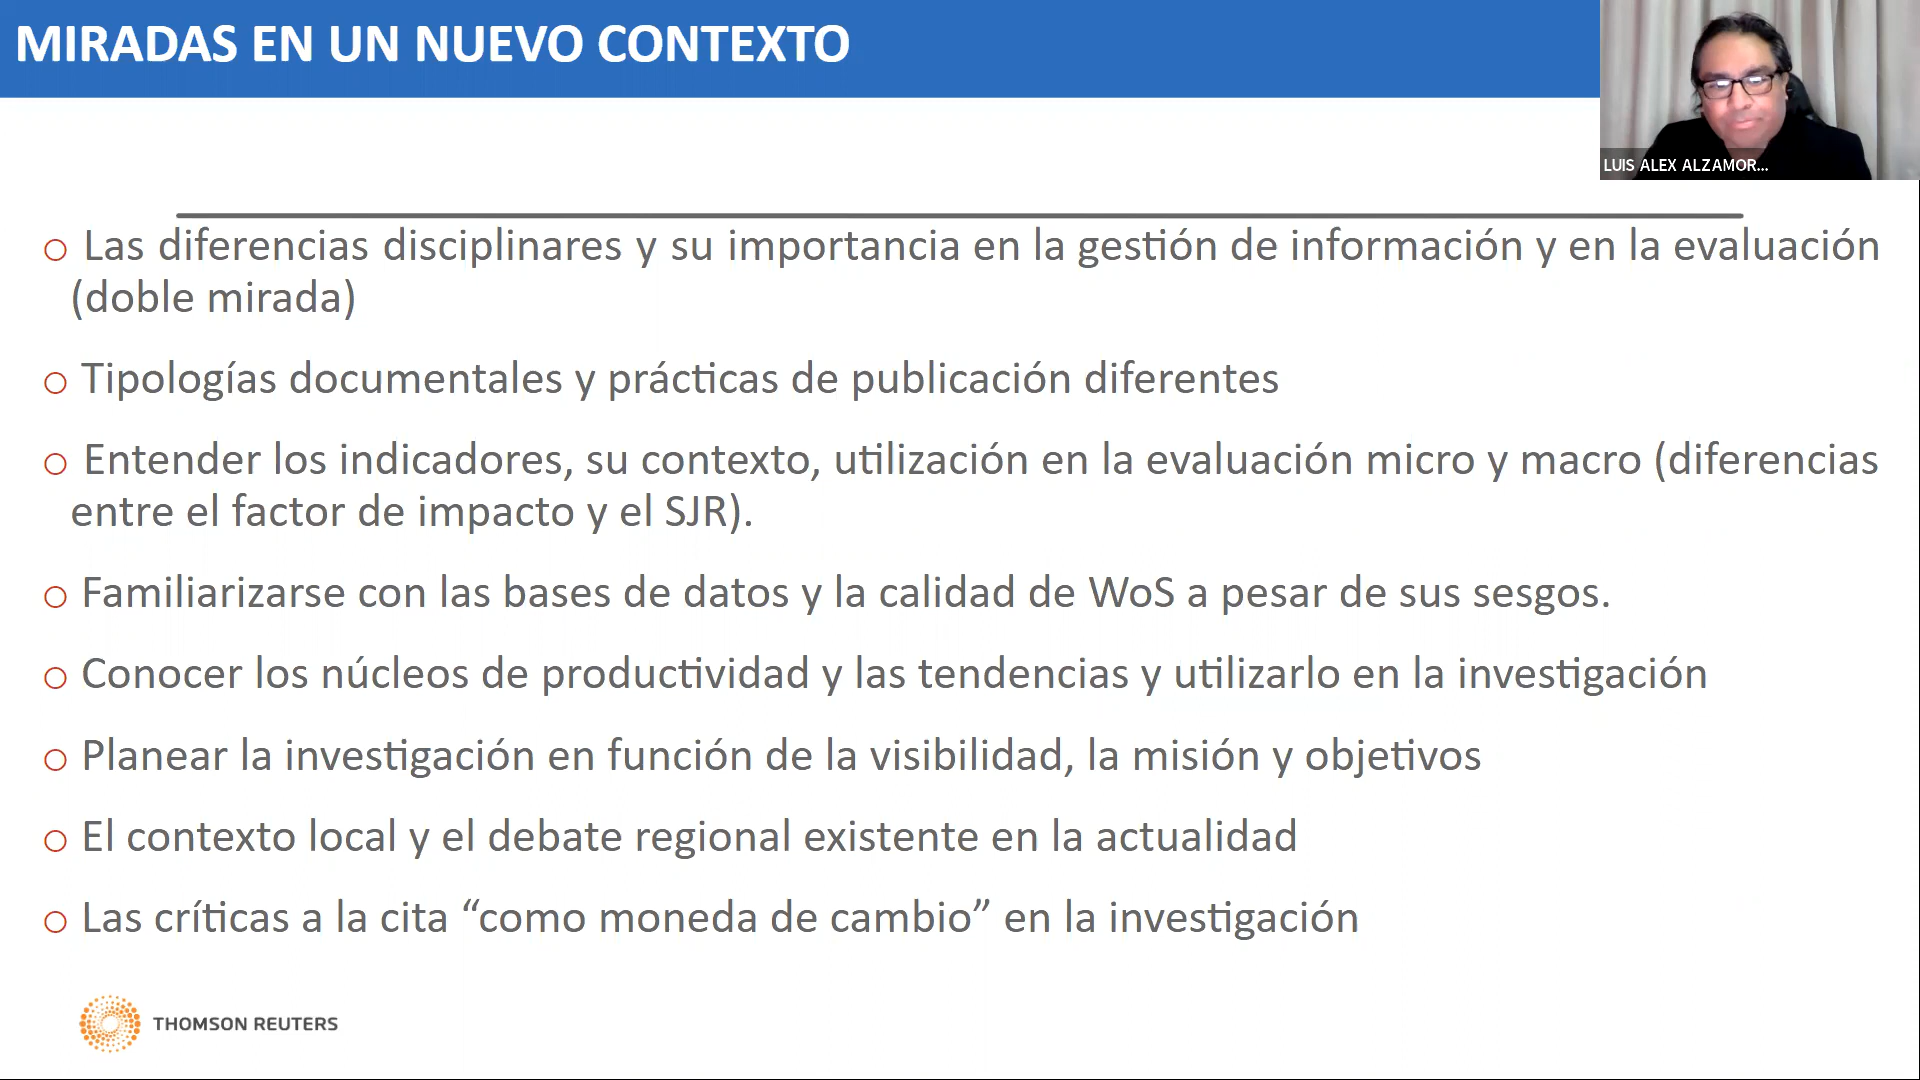 MIRADAS EN UN NUEVO CONTEXTO
LUIS ALEX ALZAMOR...
Las diferencias disciplinares y su importancia en la gestión de información y en la evaluación
(doble mirada)
Tipologías documentales y prácticas de publicación diferentes
Entender los indicadores, su contexto, utilización en la evaluación micro y macro (diferencias
entre el factor de impacto y el SJR).
Familiarizarse con las bases de datos y la calidad de WoS a pesar de sus sesgos.
Conocer los núcleos de productividad y las tendencias y utilizarlo en la investigación
Planear la investigación en función de la visibilidad, la misión y objetivos
El contexto local y el debate regional existente en la actualidad
Las críticas a la cita “como moneda de cambio” en la investigación
THOMSON REUTERS